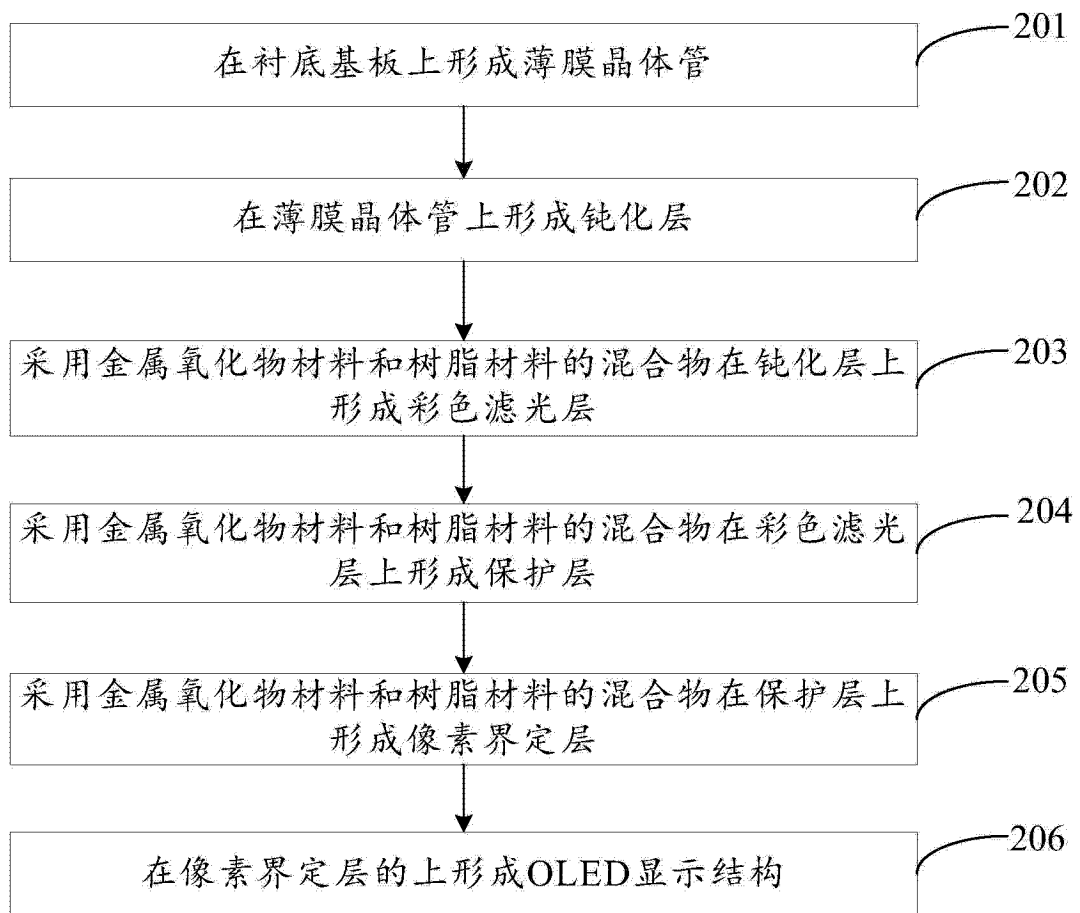 在衬底基板上形成薄膜晶体管
201
在薄膜晶体管上形成钝化层
202
采用金属氧化物材料和树脂材料的混合物在钝化层上
形成彩色滤光层
203
采用金属氧化物材料和树脂材料的混合物在彩色滤光
层上形成保护层
204
采用金属氧化物材料和树脂材料的混合物在保护层上
形成像素界定层
205
在像素界定层的上形成OLED显示结构
206